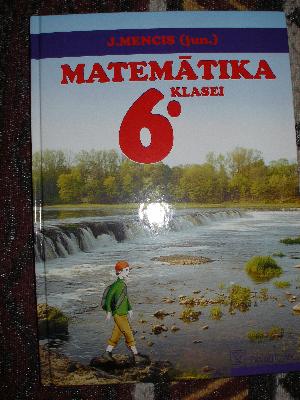 J.MENCIS (jun.)
MATEMĀTIKA
6. KLASEI